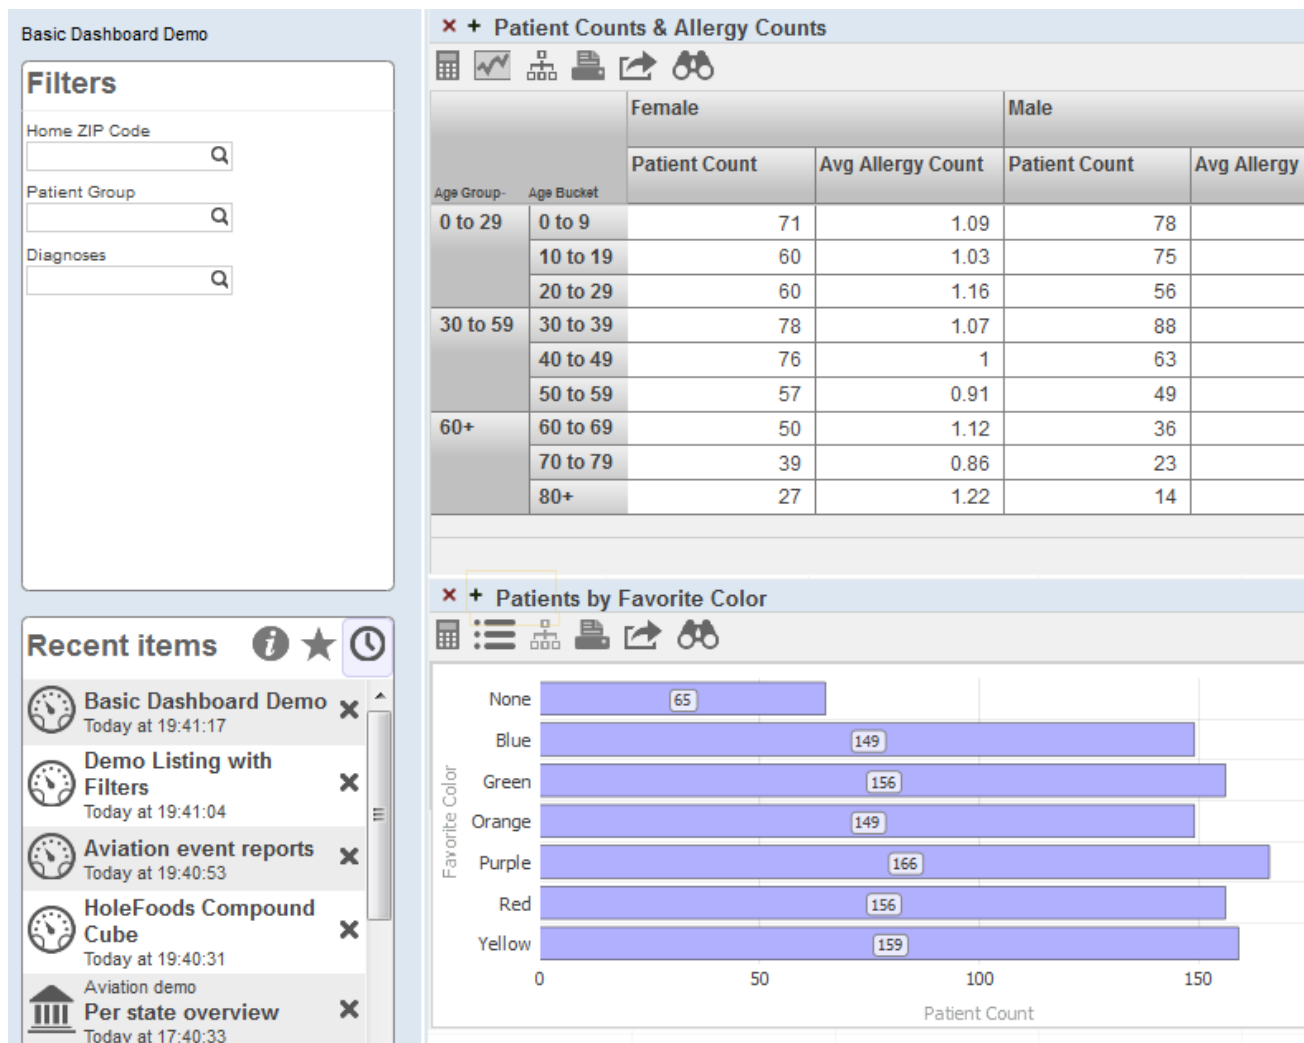 Basic Dashboard Demo
Filters
Home ZIP Code
Patient Group
Diagnoses
Recent items
Basic Dashboard Demo
Today at 19:41:17
Demo Listing with
Filters
Today at 19:41:04
Aviation event reports
Today at 19:40:53
HoleFoods Compound
Cube
Today at 19:40:31
Aviation demo
Per state overview
Today at 17:40:33
Patient Counts & Allergy Counts
Female Male
Age Group- Age Bucket Patient Count Avg Allergy Count Patient Count Avg Allergy
0 to 29 0 to 9 71 1.09 78
10 to 19 60 1.03 75
20 to 29 60 1.16 56
30 to 59 30 to 39 78 1.07 88
40 to 49 76 1 63
50 to 59 57 0.91 49
60+ 60 to 69 50 1.12 36
70 to 79 39 0.86 23
80+ 27 1.22 14
Patients by Favorite Color
Favorite Color
None 65
Blue 149
Green 156
Orange 149
Purple 166
Red 156
Yellow 159
0 50 100 150
Patient Count